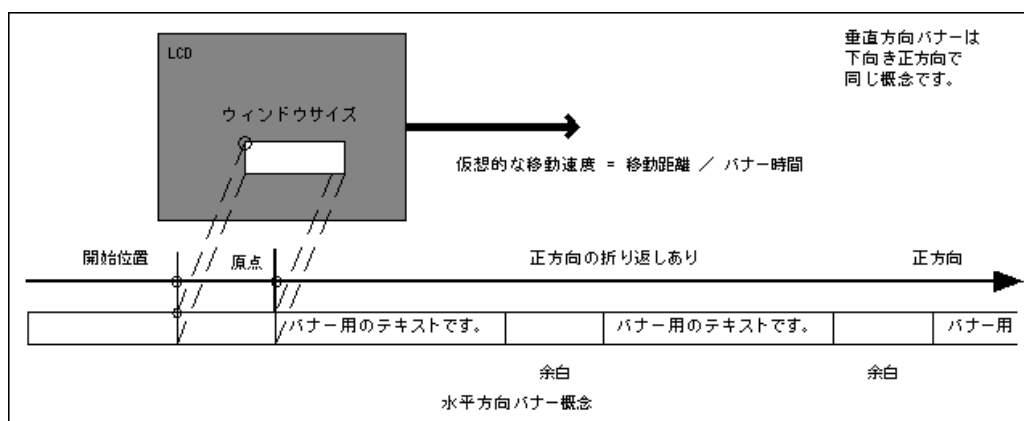 LCD
垂直方向バナーは
下向き正方向で
同じ概念です。
ウィンドウサイズ
仮想的な移動速度 = 移動距離 / バナー時間
開始位置
原点
正方向の折り返しあり
正方向
バナー用のテキストです。
バナー用のテキストです。
バナー用
余白
余白
水平方向バナー概念